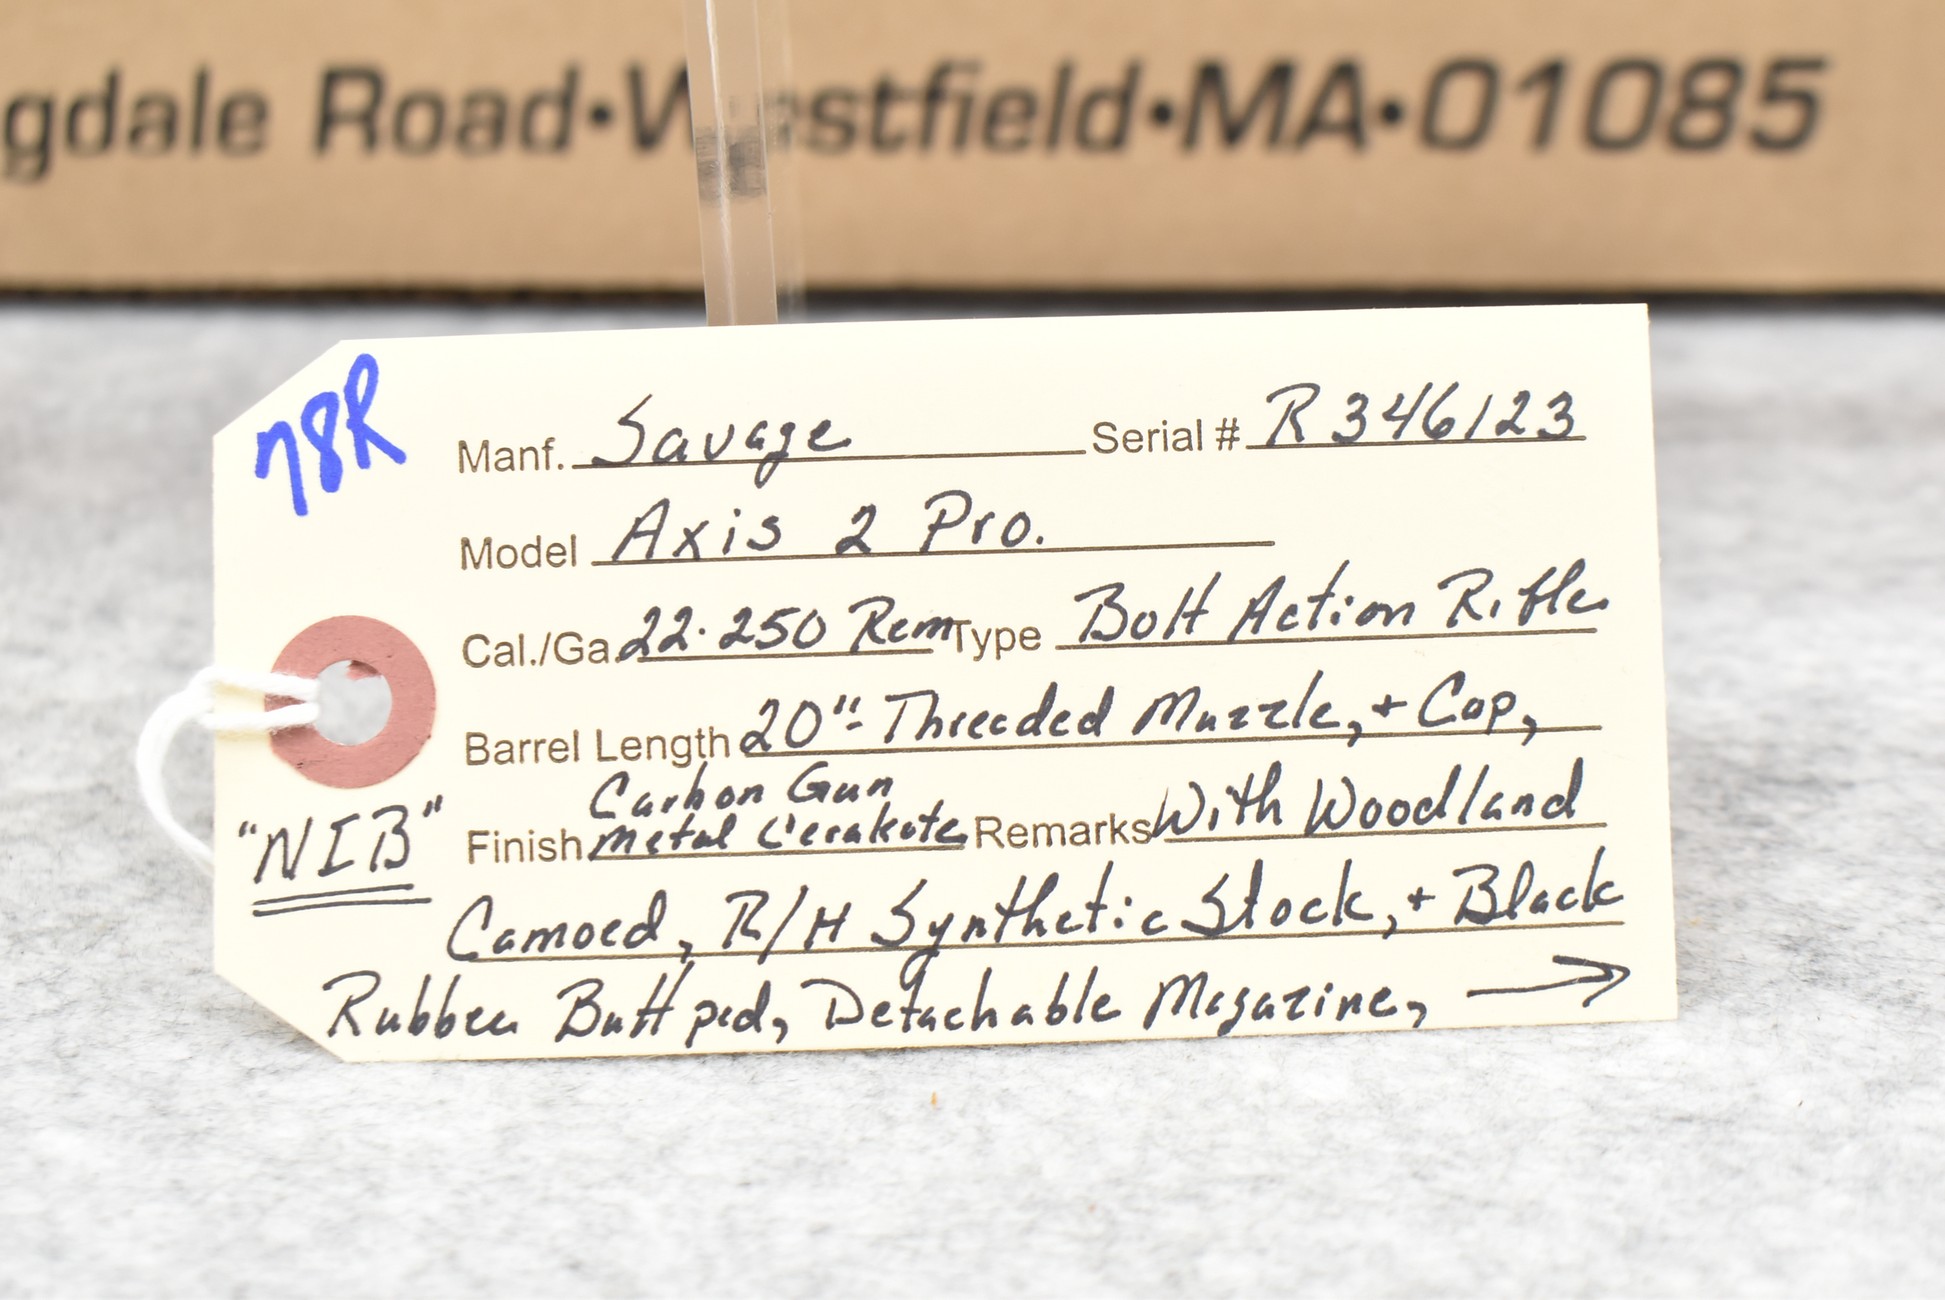 gdale Road•Westfield•MA•01085
78R
Manf. Savage Serial # R346123
Model Axis 2 Pro.
Cal./Ga. 22.250 Rem Type Bolt Action Rifle
Barrel Length 20"- Threaded Muzzle, + Cap,
Finish Carbon Gun Metal Cerakote Remarks With Woodland
"NIB"
Camoed, R/H Synthetic Stock, + Black
Rubber Butt pad, Detachable Magazine, →